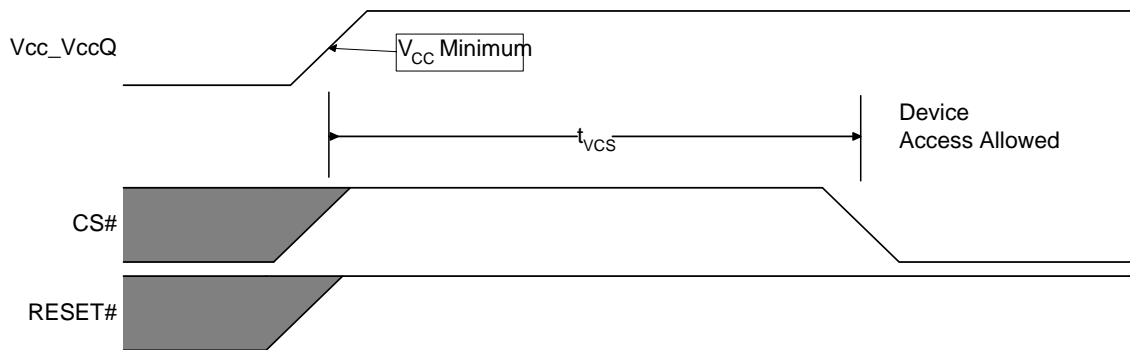 Vcc_VccQ
VCC Minimum
tVCS
Device
Access Allowed
CS#
RESET#